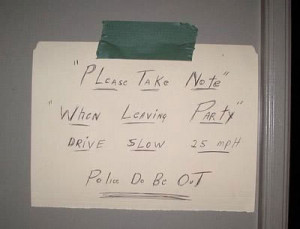 "PLease TaKe Note"
"When Leaving Party"
DRIVE SLOW 25 mpH
Police Do Be OuT